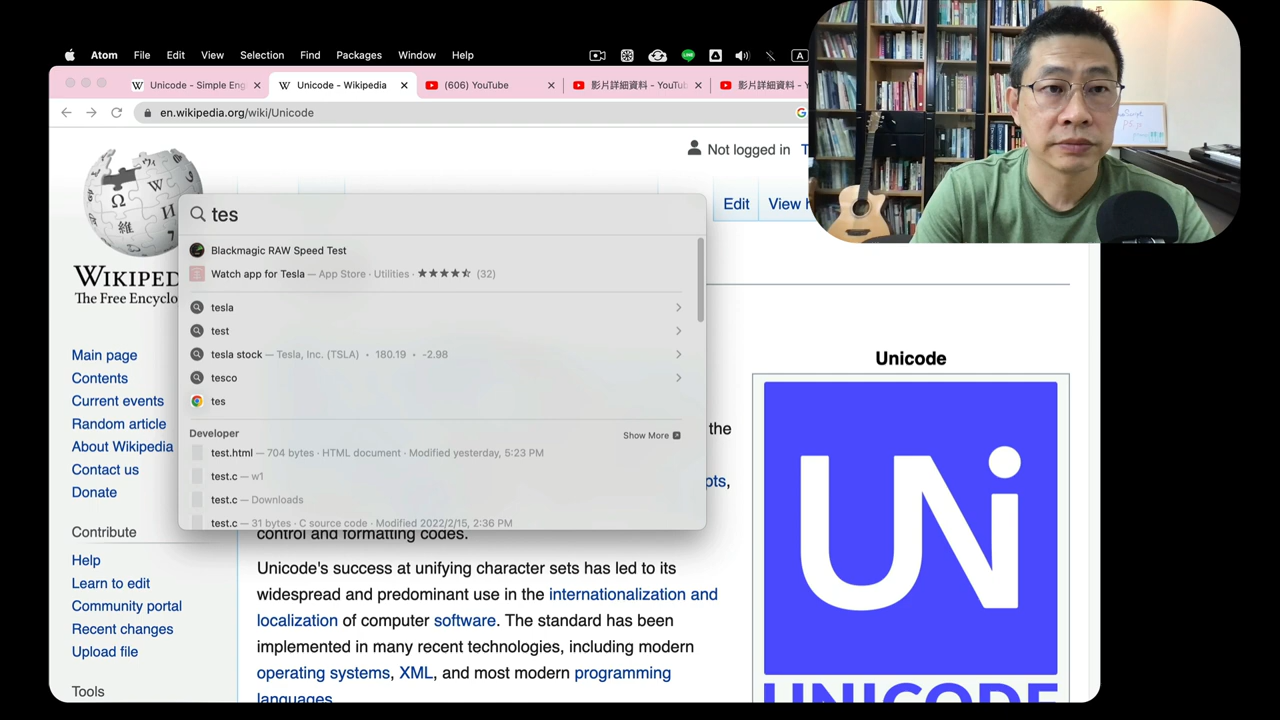 Atom File Edit View Selection Find Packages Window Help
Unicode - Simple Eng
Unicode - Wikipedia
(606) YouTube
影片詳細資料 - YouTub
影片詳細資料 - Y
en.wikipedia.org/wiki/Unicode
Not logged in T
Edit View h
WIKIPED
The Free Encyclo
tes
Blackmagic RAW Speed Test
Watch app for Tesla — App Store · Utilities · ★★★★⯪ (32)
tesla
test
tesla stock — Tesla, Inc. (TSLA) • 180.19 • -2.98
tesco
tes
Developer
Show More
test.html — 704 bytes · HTML document · Modified yesterday, 5:23 PM
test.c — w1
test.c — Downloads
test.c — 31 bytes · C source code · Modified 2022/2/15, 2:36 PM
Main page
Contents
Current events
Random article
About Wikipedia
Contact us
Donate
Contribute
Help
Learn to edit
Community portal
Recent changes
Upload file
Tools
the
pts,
control and formatting codes.
Unicode's success at unifying character sets has led to its
widespread and predominant use in the internationalization and
localization of computer software. The standard has been
implemented in many recent technologies, including modern
operating systems, XML, and most modern programming
languages.
Unicode
UNi
UNICODE